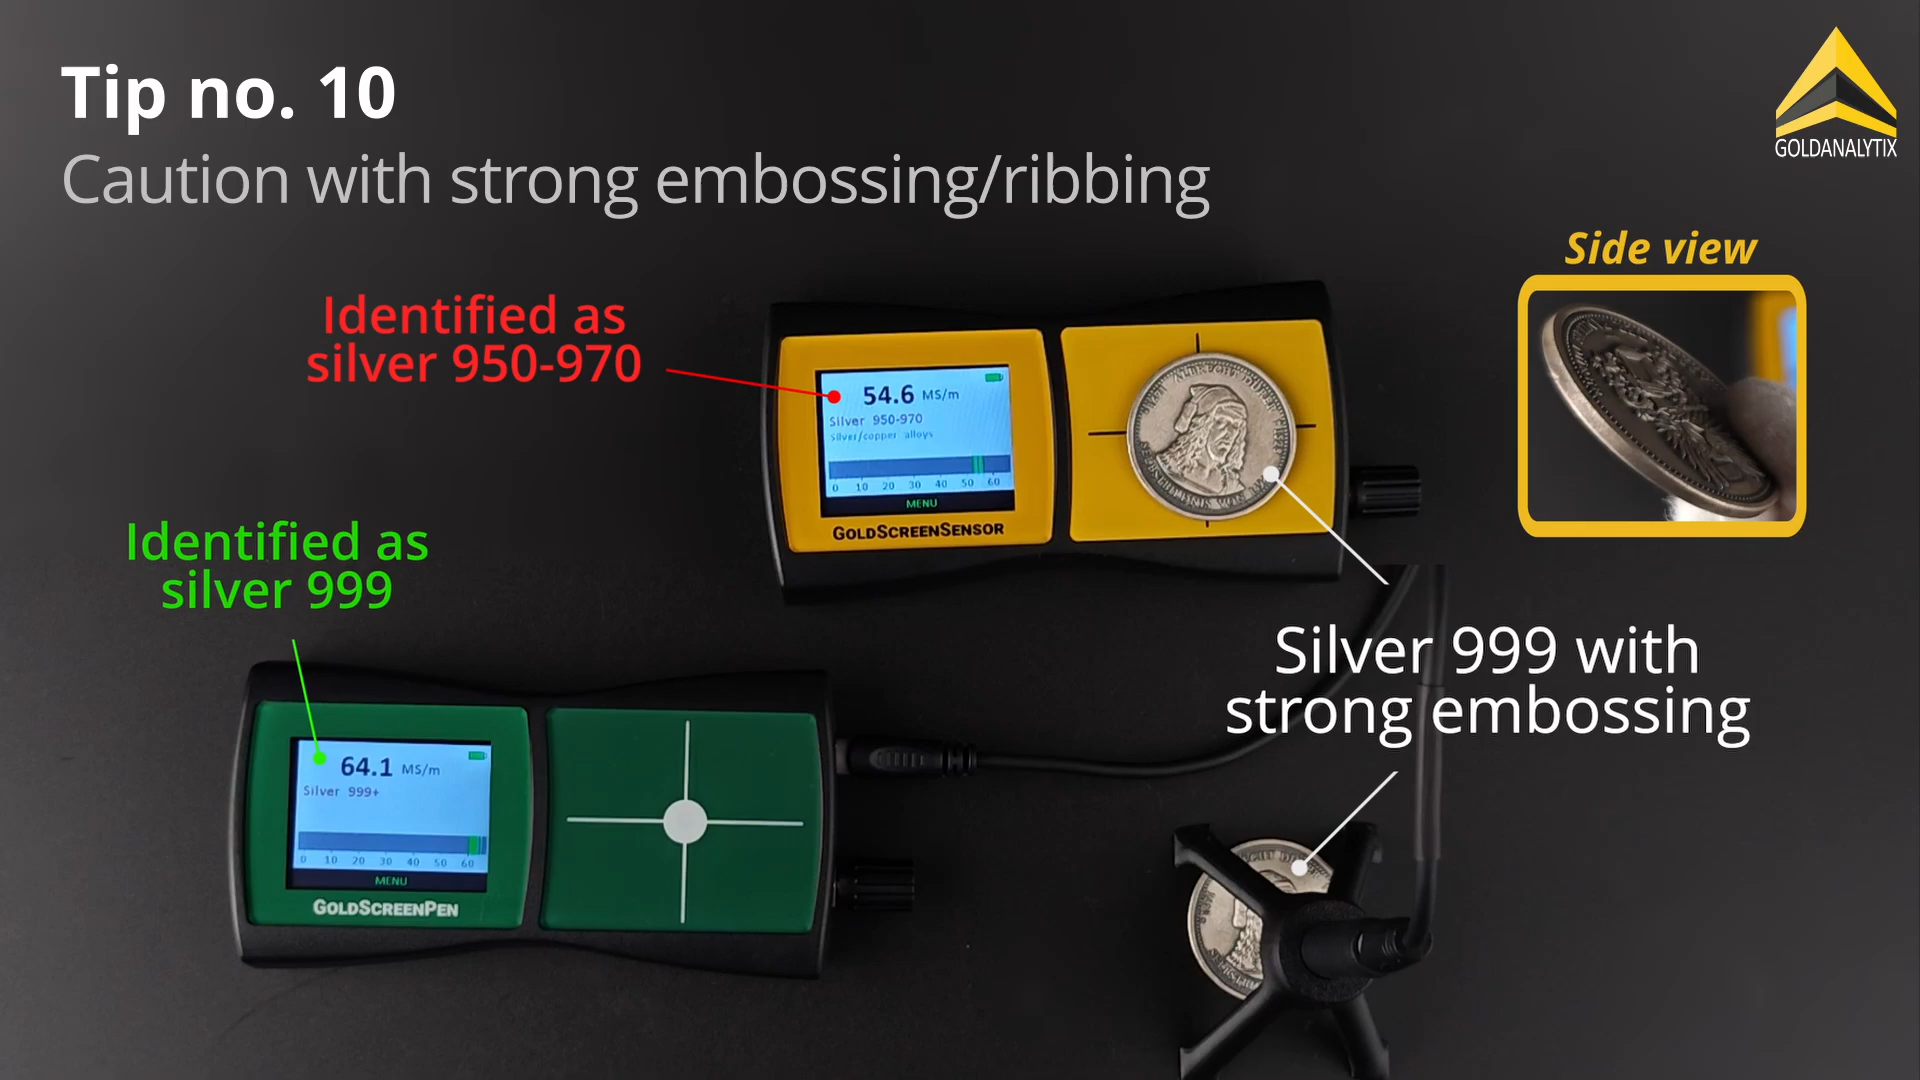 Tip no. 10
Caution with strong embossing/ribbing
GOLDANALYTIX
Side view
Identified as
silver 950-970
54.6 MS/m
Silver 950-970
Silver/copper alloys
0 10 20 30 40 50 60
MENU
GOLDSCREENSENSOR
ALBRECHT DÜRER
Identified as
silver 999
Silver 999 with
strong embossing
64.1 MS/m
Silver 999+
0 10 20 30 40 50 60
MENU
GOLDSCREENPEN